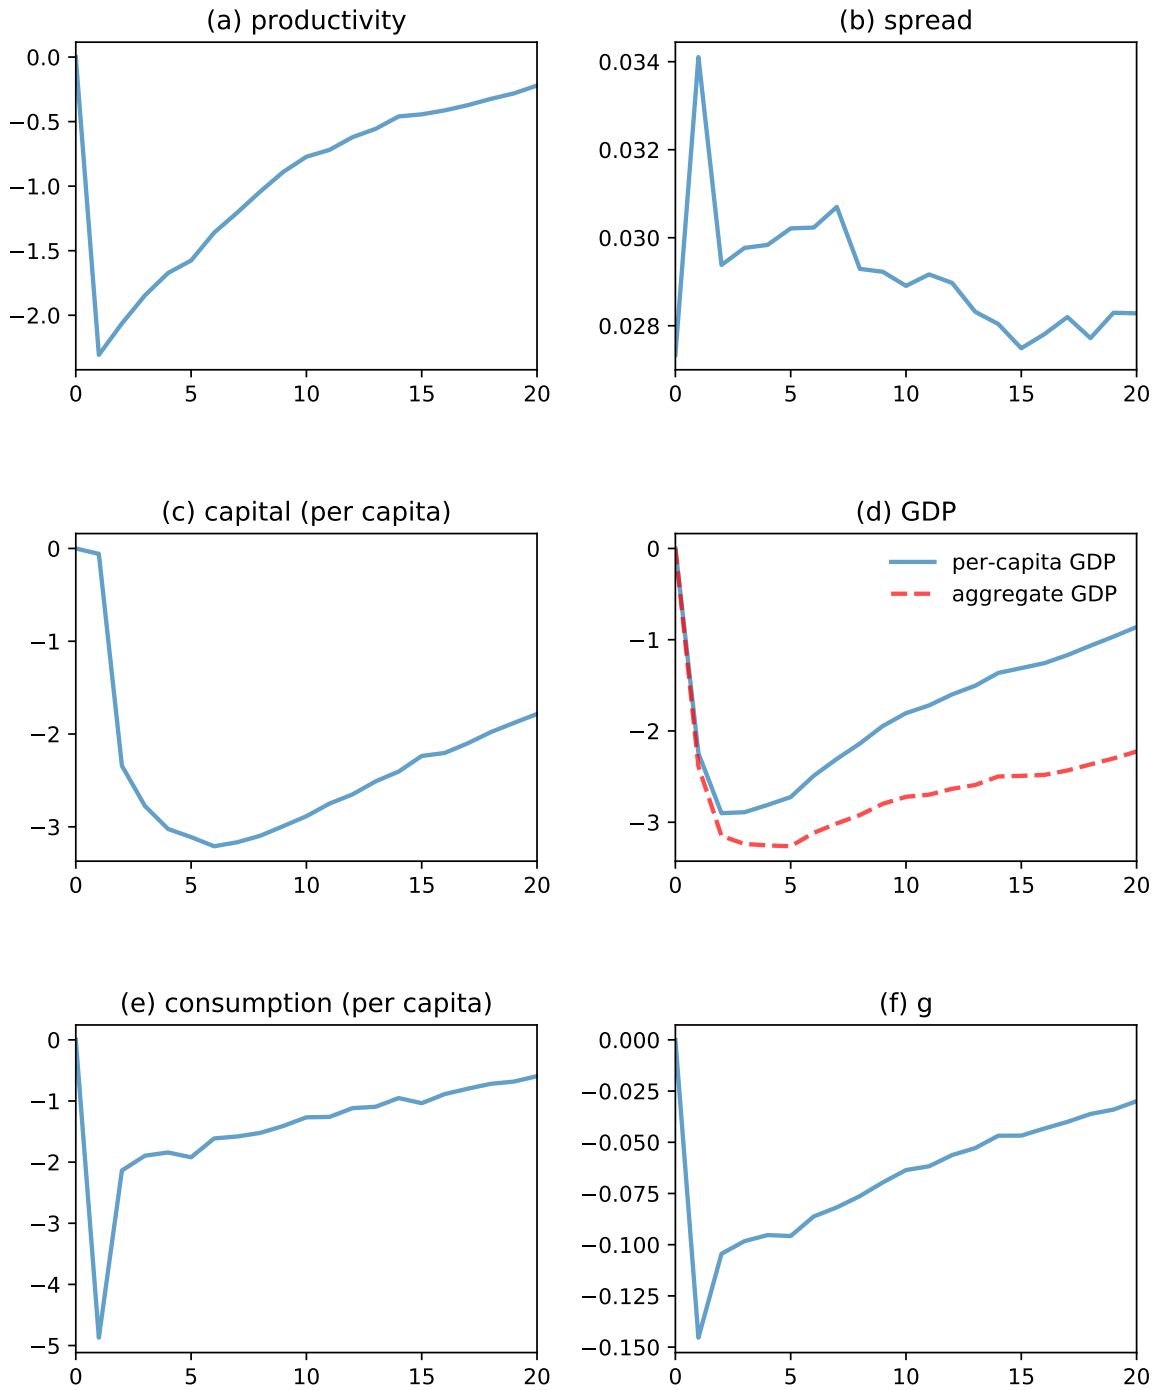 (a) productivity
0.0
−0.5
−1.0
−1.5
−2.0
0 5 10 15 20
(b) spread
0.034
0.032
0.030
0.028
0 5 10 15 20
(c) capital (per capita)
0
−1
−2
−3
0 5 10 15 20
(d) GDP
per-capita GDP
aggregate GDP
0
−1
−2
−3
0 5 10 15 20
(e) consumption (per capita)
0
−1
−2
−3
−4
−5
0 5 10 15 20
(f) g
0.000
−0.025
−0.050
−0.075
−0.100
−0.125
−0.150
0 5 10 15 20